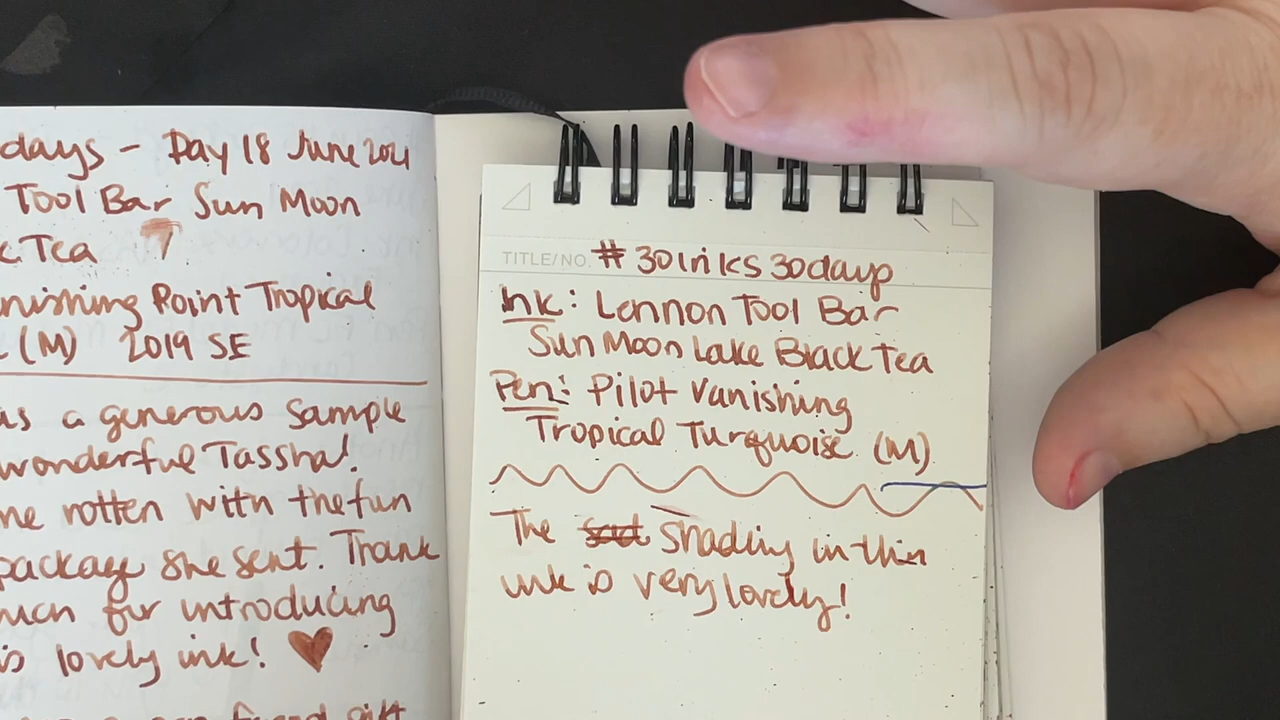 days - Day 18 June 2021
Tool Bar Sun Moon
Tea
nishing Point Tropical
(M) 2019 SE
as a generous sample
wonderful Tassha!
me rotten with the fun
package she sent. Thank
much for introducing
is lovely ink!
TITLE/NO. #30inks30days
Ink: Lennon Tool Bar
Sun Moon Lake Black Tea
Pen: Pilot Vanishing
Tropical Turquoise (M)
The shading in this
ink is very lovely!